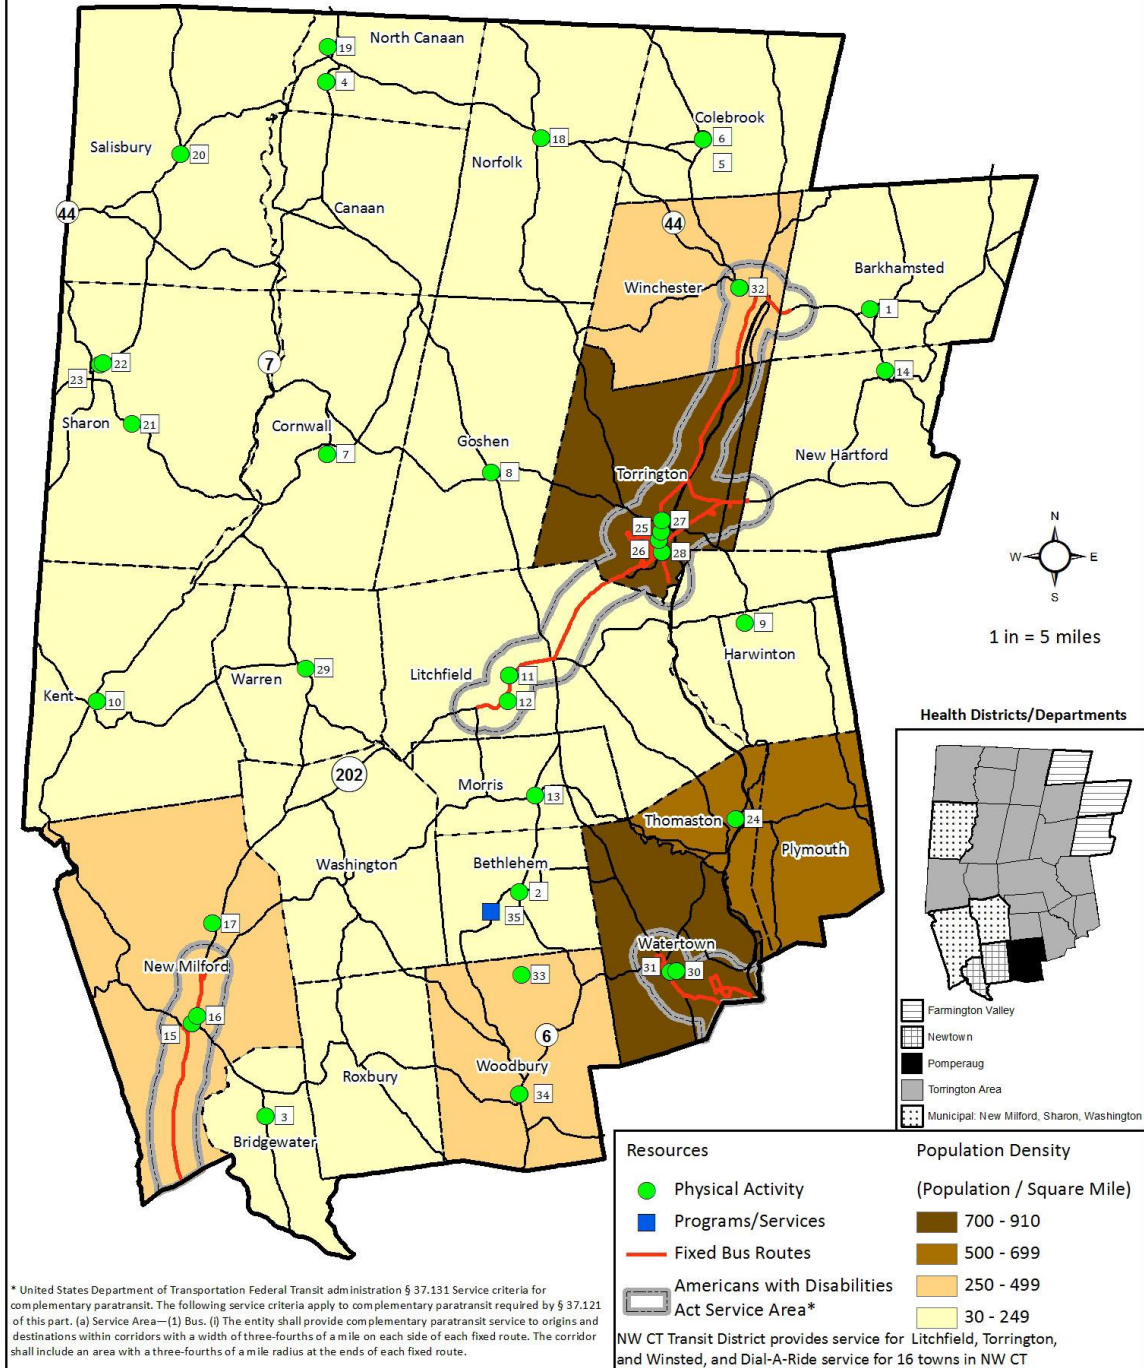 19
North Canaan
4
Colebrook
6
5
18
Norfolk
Salisbury
20
44
Canaan
44
Winchester
32
Barkhamsted
1
7
22
23
14
Sharon
21
Cornwall
7
Goshen
8
Torrington
New Hartford
25
27
26
28
N
W
E
S
1 in = 5 miles
9
Harwinton
Litchfield
11
12
Warren
29
Kent
10
202
Morris
13
Thomaston
24
Plymouth
Washington
Bethlehem
2
35
17
New Milford
Watertown
31
30
33
16
15
6
Woodbury
34
Roxbury
3
Bridgewater
Health Districts/Departments
Farmington Valley
Newtown
Pomperaug
Torrington Area
Municipal: New Milford, Sharon, Washington
Resources
Physical Activity
Programs/Services
Fixed Bus Routes
Americans with Disabilities
Act Service Area*
Population Density
(Population / Square Mile)
700 - 910
500 - 699
250 - 499
30 - 249
NW CT Transit District provides service for Litchfield, Torrington,
and Winsted, and Dial-A-Ride service for 16 towns in NW CT
* United States Department of Transportation Federal Transit administration § 37.131 Service criteria for
complementary paratransit. The following service criteria apply to complementary paratransit required by § 37.121
of this part. (a) Service Area—(1) Bus. (i) The entity shall provide complementary paratransit service to origins and
destinations within corridors with a width of three-fourths of a mile on each side of each fixed route. The corridor
shall include an area with a three-fourths of a mile radius at the ends of each fixed route.